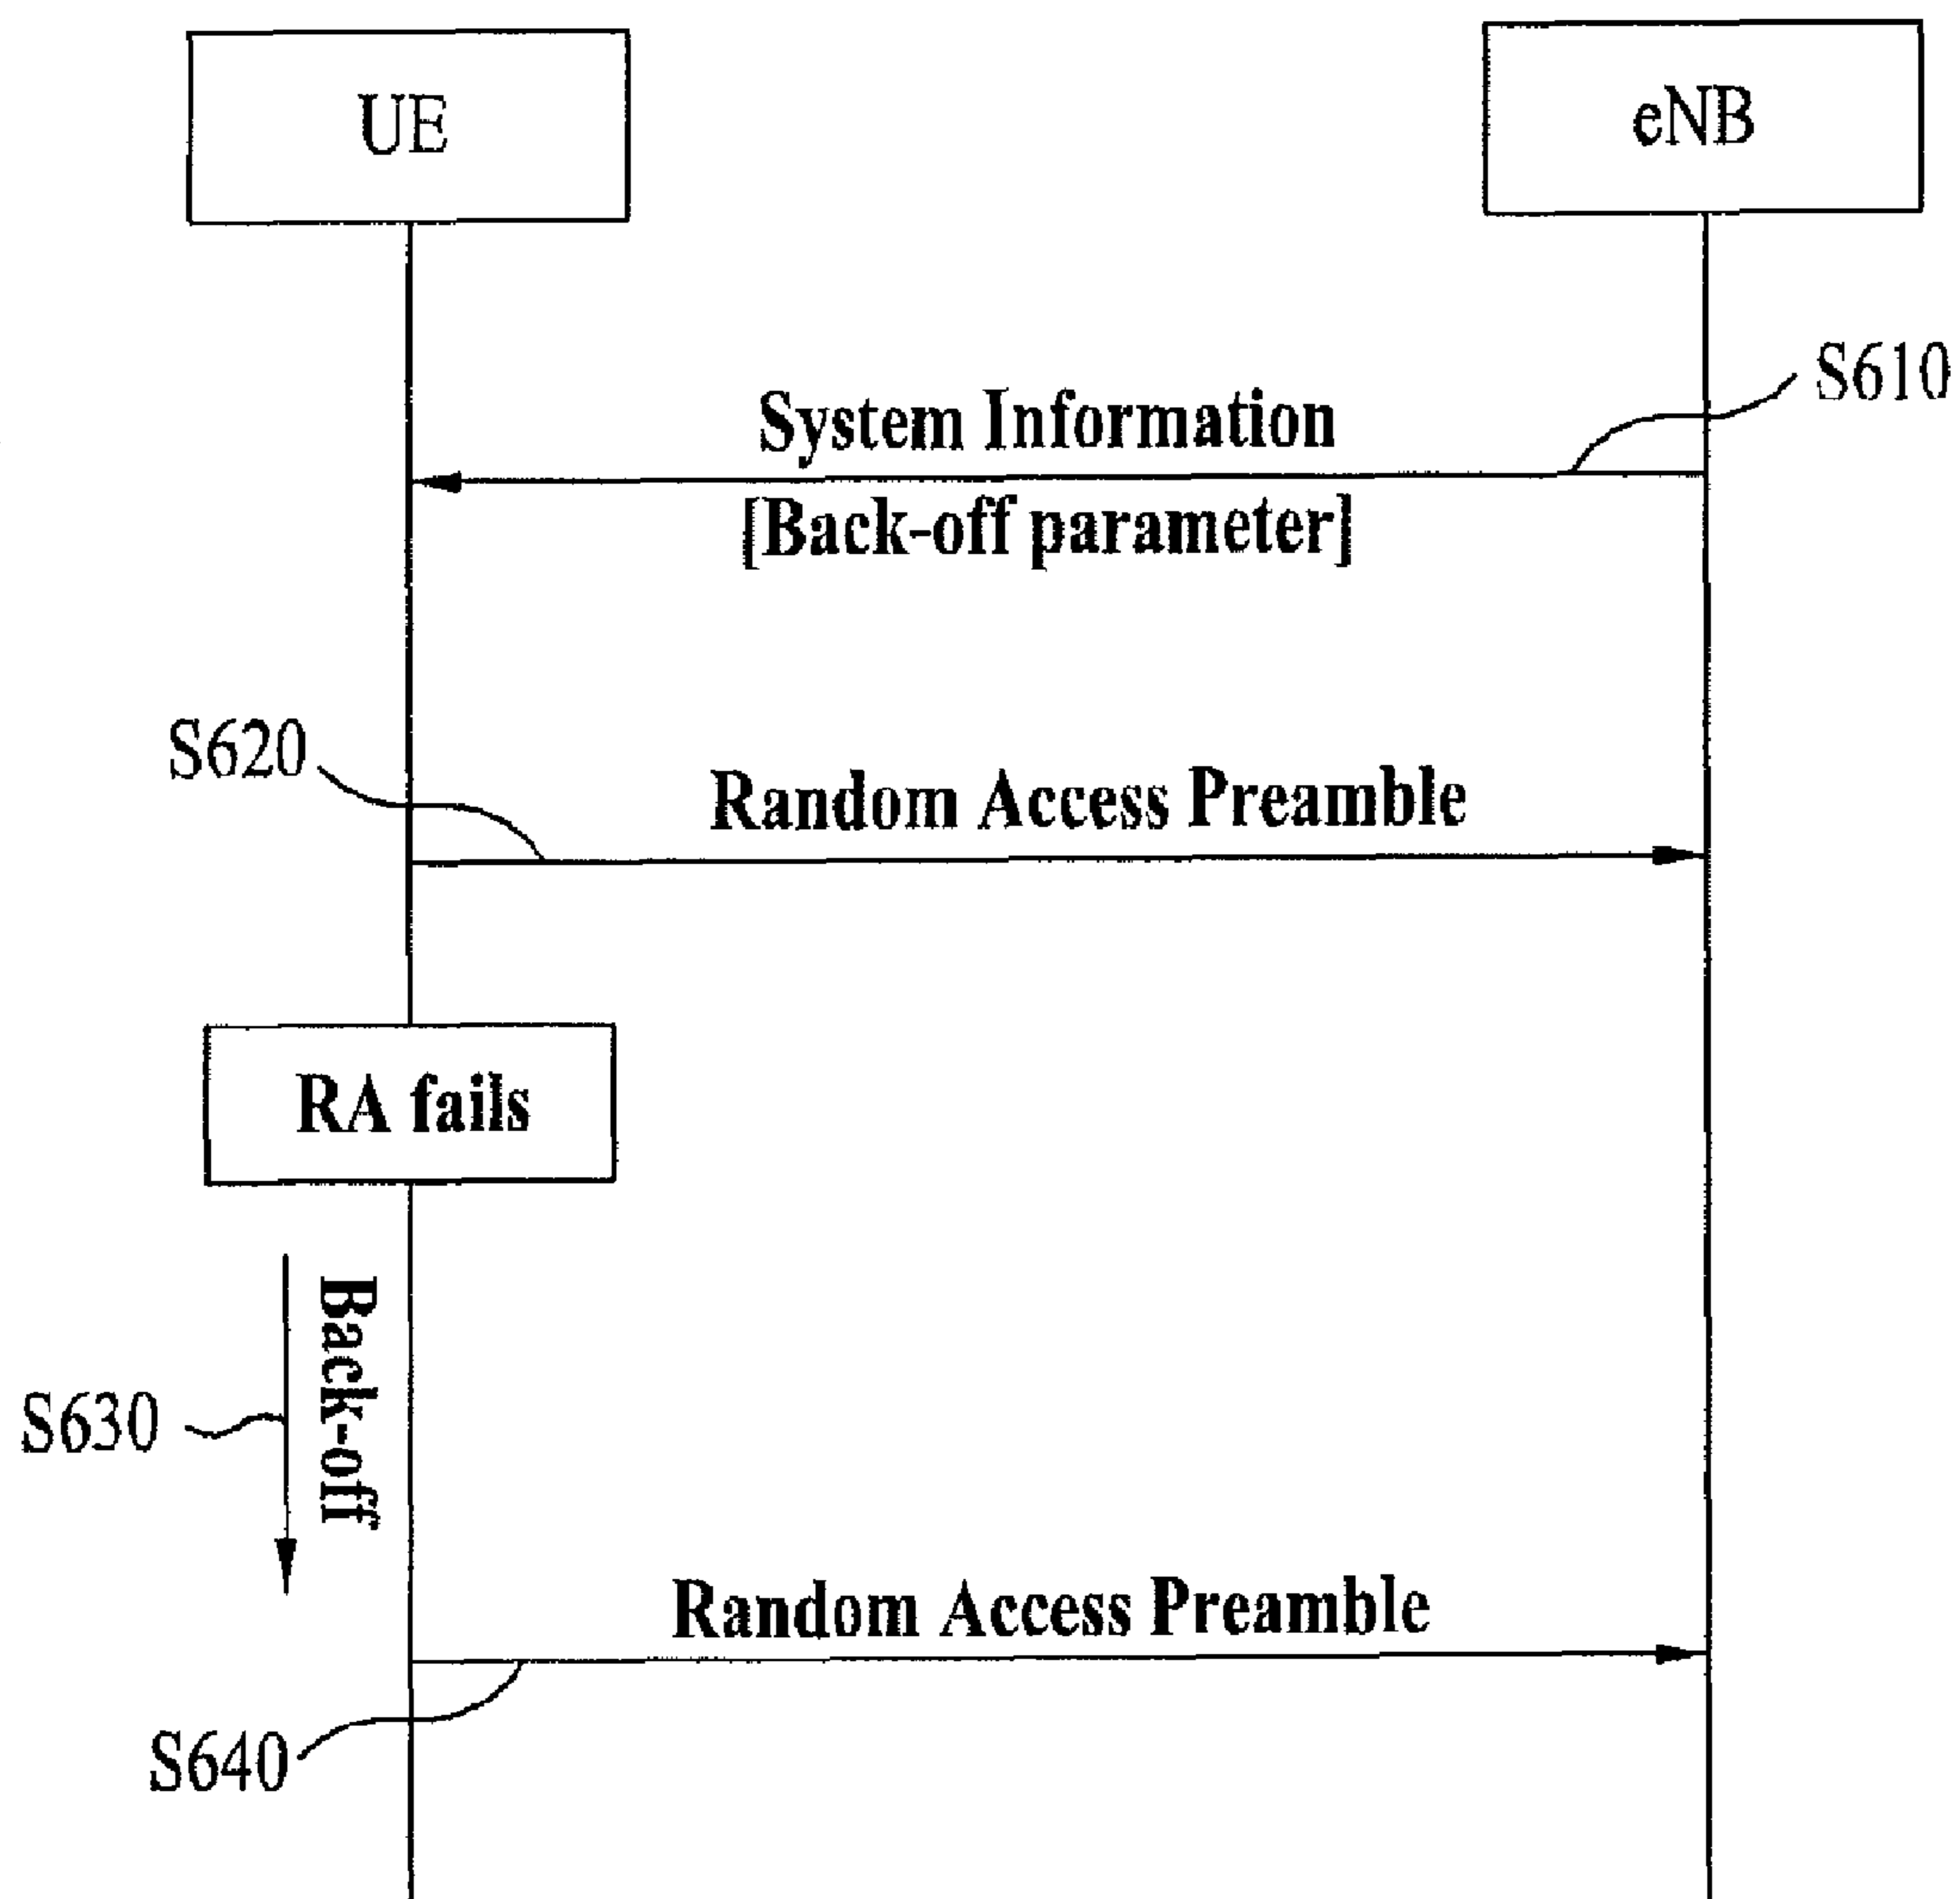 UE
eNB
S610
System Information
[Back-off parameter]
S620
Random Access Preamble
RA fails
Back-off
S630
Random Access Preamble
S640